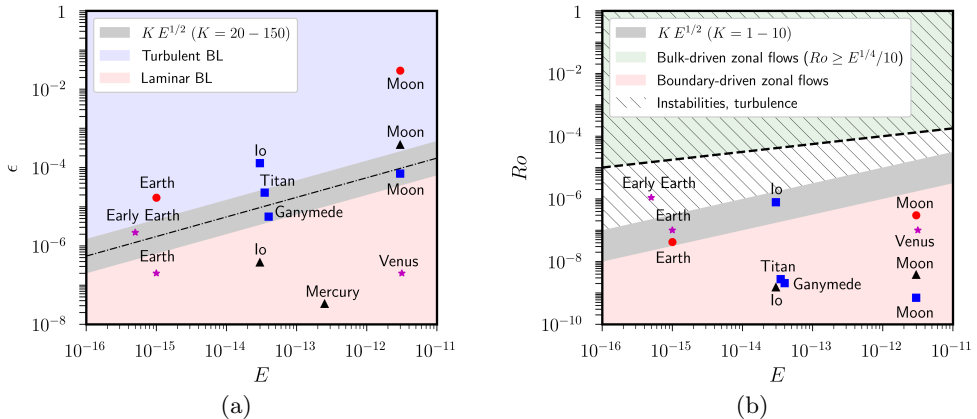 K E^{1/2} (K = 20 − 150)
Turbulent BL
Laminar BL
10^{-2}
10^{-4}
10^{-6}
10^{-8}
ϵ
Moon
Moon
Io
Titan
Moon
Earth
Early Earth
Ganymede
Earth
Io
Venus
Mercury
10^{-16}
10^{-15}
10^{-14}
10^{-13}
10^{-12}
10^{-11}
E
(a)
1
K E^{1/2} (K = 1 − 10)
Bulk-driven zonal flows (Ro ≥ E^{1/4}/10)
Boundary-driven zonal flows
Instabilities, turbulence
10^{-2}
10^{-4}
10^{-6}
10^{-8}
10^{-10}
Ro
Early Earth
Io
Moon
Earth
Venus
Earth
Titan
Moon
Ganymede
Io
Moon
10^{-16}
10^{-15}
10^{-14}
10^{-13}
10^{-12}
10^{-11}
E
(b)